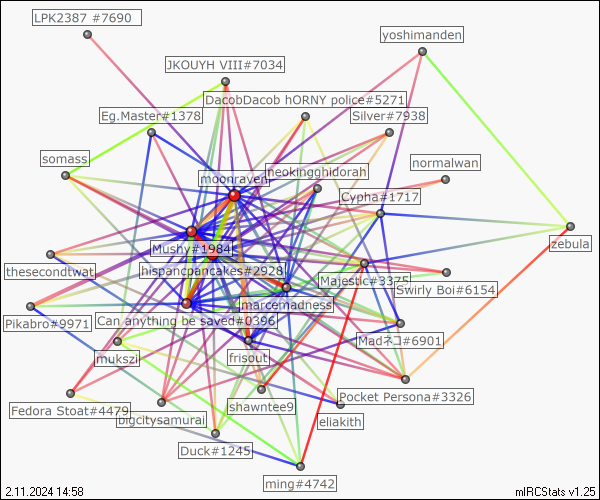 LPK2387 #7690
yoshimanden
JKOUYH VIII#7034
DacobDacob hORNY police#5271
Eg.Master#1378
Silver#7938
somass
normalwan
neokingghidorah
moonraven
Cypha#1717
zebula
Mushy#1984
thesecondtwat
hispancpancakes#2928
Majestic#3375
Swirly Boi#6154
marcemadness
Pikabro#9971
Can anything be saved#0396
Madネコ#6901
mukszi
frisout
Pocket Persona#3326
Fedora Stoat#4479
shawntee9
bigcitysamurai
eliakith
Duck#1245
ming#4742
2.11.2024 14:58
mIRCStats v1.25